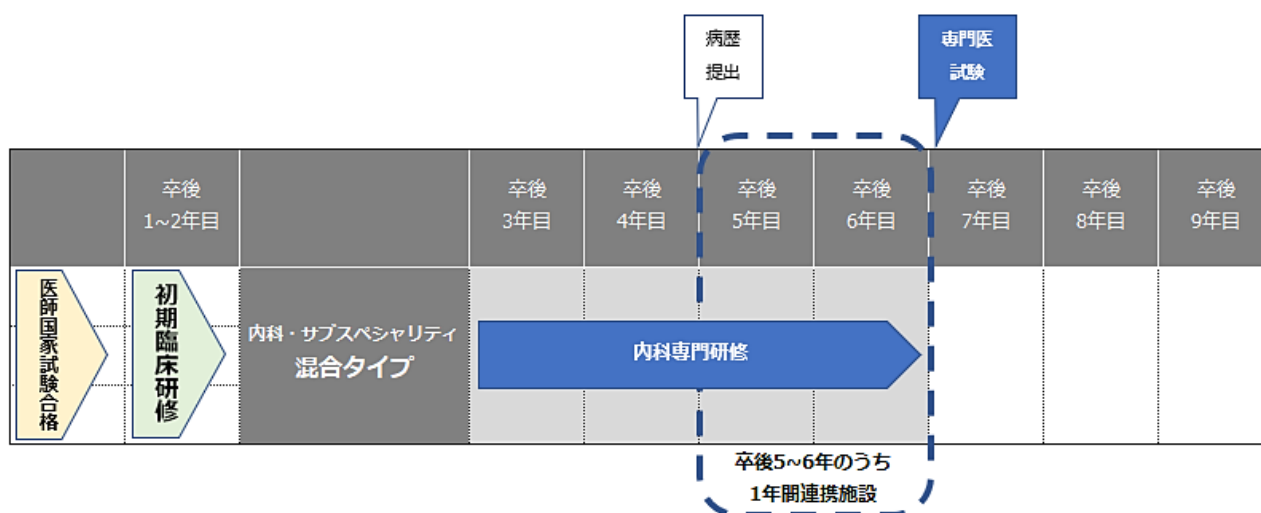 病歴
提出
専門医
試験
卒後
1~2年目
卒後
3年目
卒後
4年目
卒後
5年目
卒後
6年目
卒後
7年目
卒後
8年目
卒後
9年目
医師国家試験合格
初期臨床研修
内科・サブスペシャリティ
混合タイプ
内科専門研修
卒後5~6年のうち
1年間連携施設